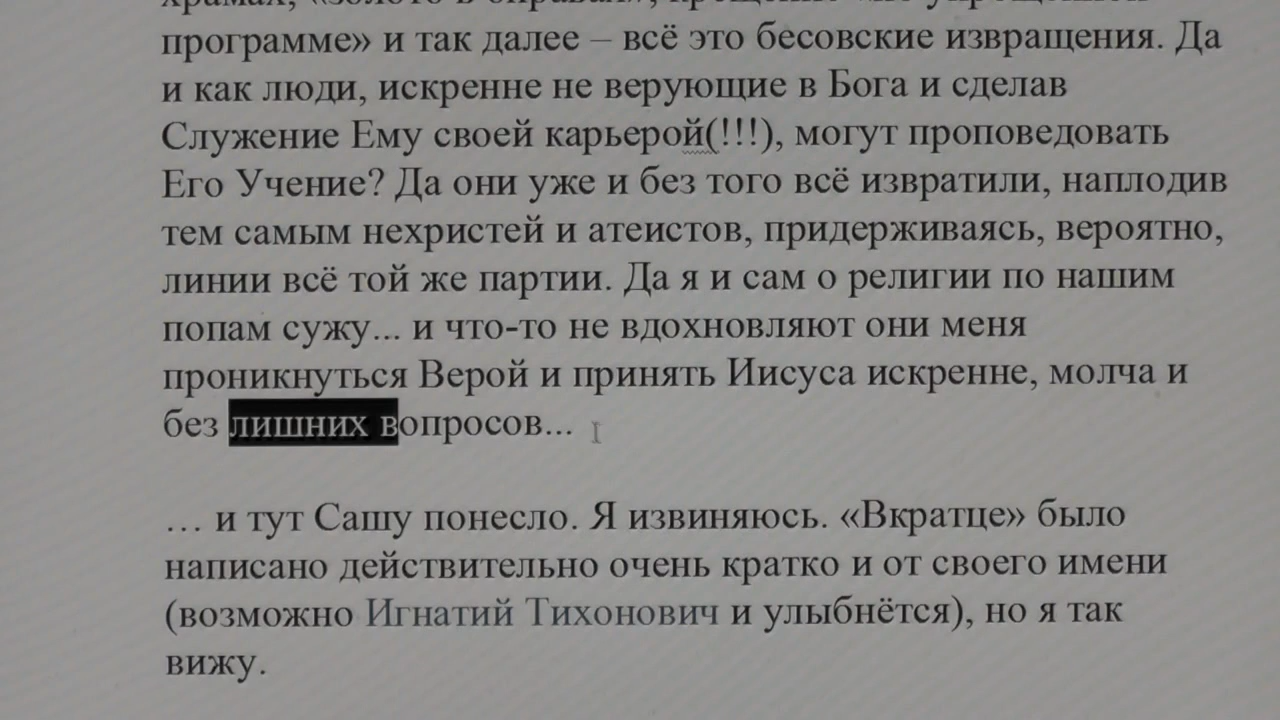 программе» и так далее – всё это бесовские извращения. Да
и как люди, искренне не верующие в Бога и сделав
Служение Ему своей карьерой(!!!), могут проповедовать
Его Учение? Да они уже и без того всё извратили, наплодив
тем самым нехристей и атеистов, придерживаясь, вероятно,
линии всё той же партии. Да я и сам о религии по нашим
попам сужу... и что-то не вдохновляют они меня
проникнуться Верой и принять Иисуса искренне, молча и
без лишних вопросов...
… и тут Сашу понесло. Я извиняюсь. «Вкратце» было
написано действительно очень кратко и от своего имени
(возможно Игнатий Тихонович и улыбнётся), но я так
вижу.